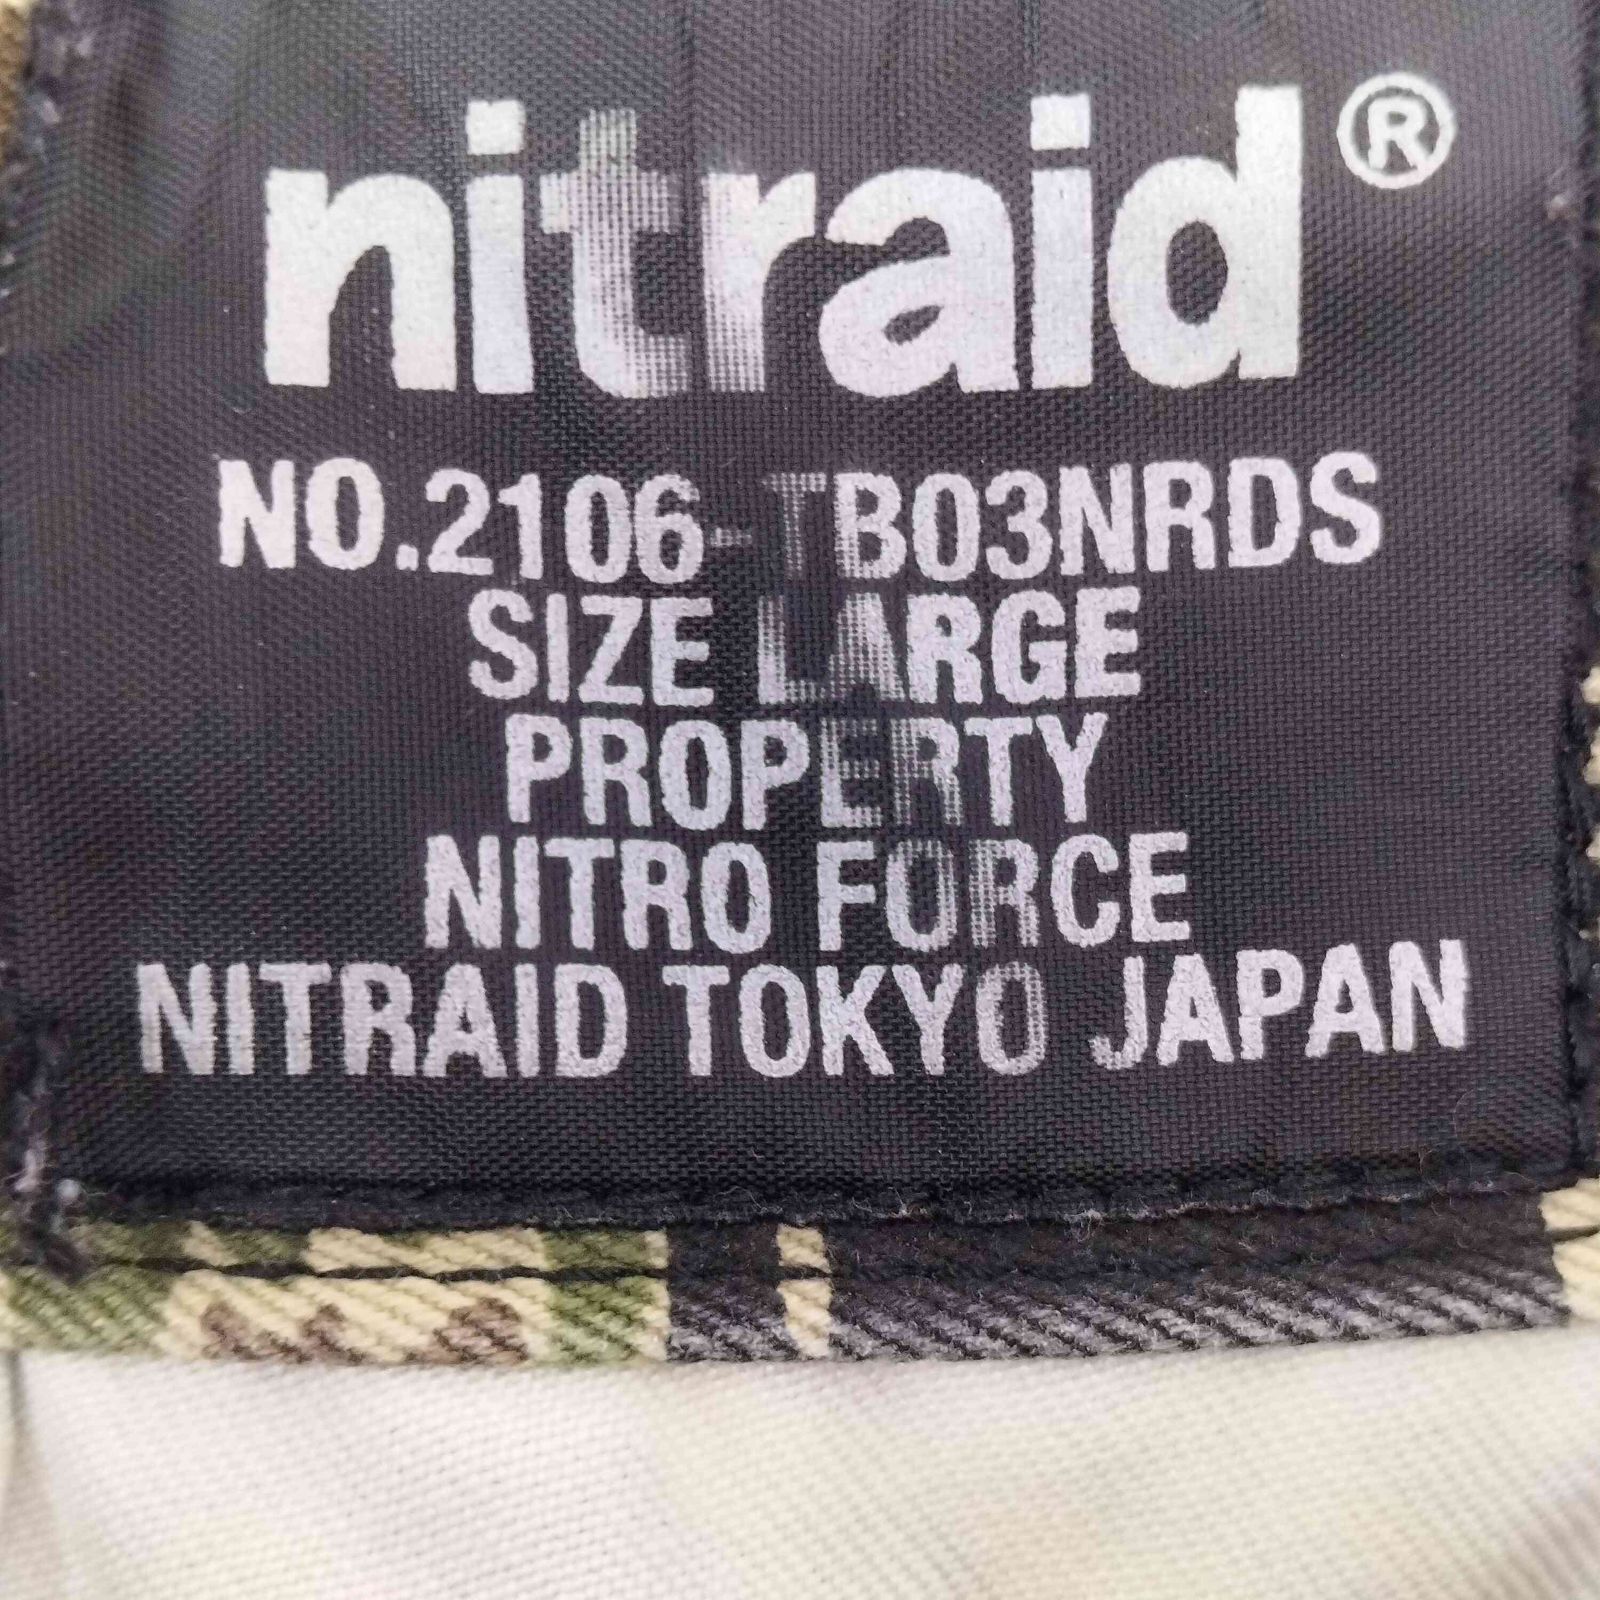 nitraid®
NO.2106-TB03NRDS
SIZE LARGE
PROPERTY
NITRO FORCE
NITRAID TOKYO JAPAN